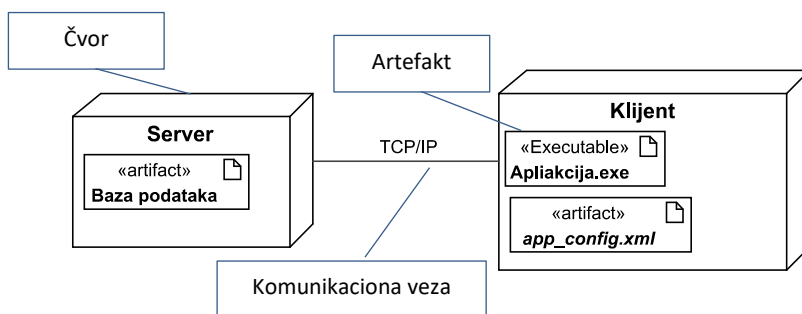 Čvor
Artefakt
Klijent
Server
«Executable»
TCP/IP
Apliakcija.exe
«artifact»
Baza podataka
«artifact»
app_config.xml
Komunikaciona veza